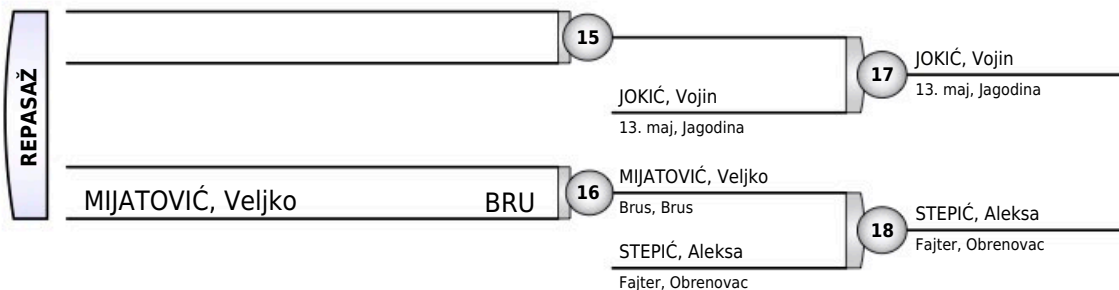 REPASAŽ
15
JOKIĆ, Vojin
13. maj, Jagodina
17
JOKIĆ, Vojin
13. maj, Jagodina
MIJATOVIĆ, Veljko BRU
16
MIJATOVIĆ, Veljko
Brus, Brus
STEPIĆ, Aleksa
Fajter, Obrenovac
18
STEPIĆ, Aleksa
Fajter, Obrenovac